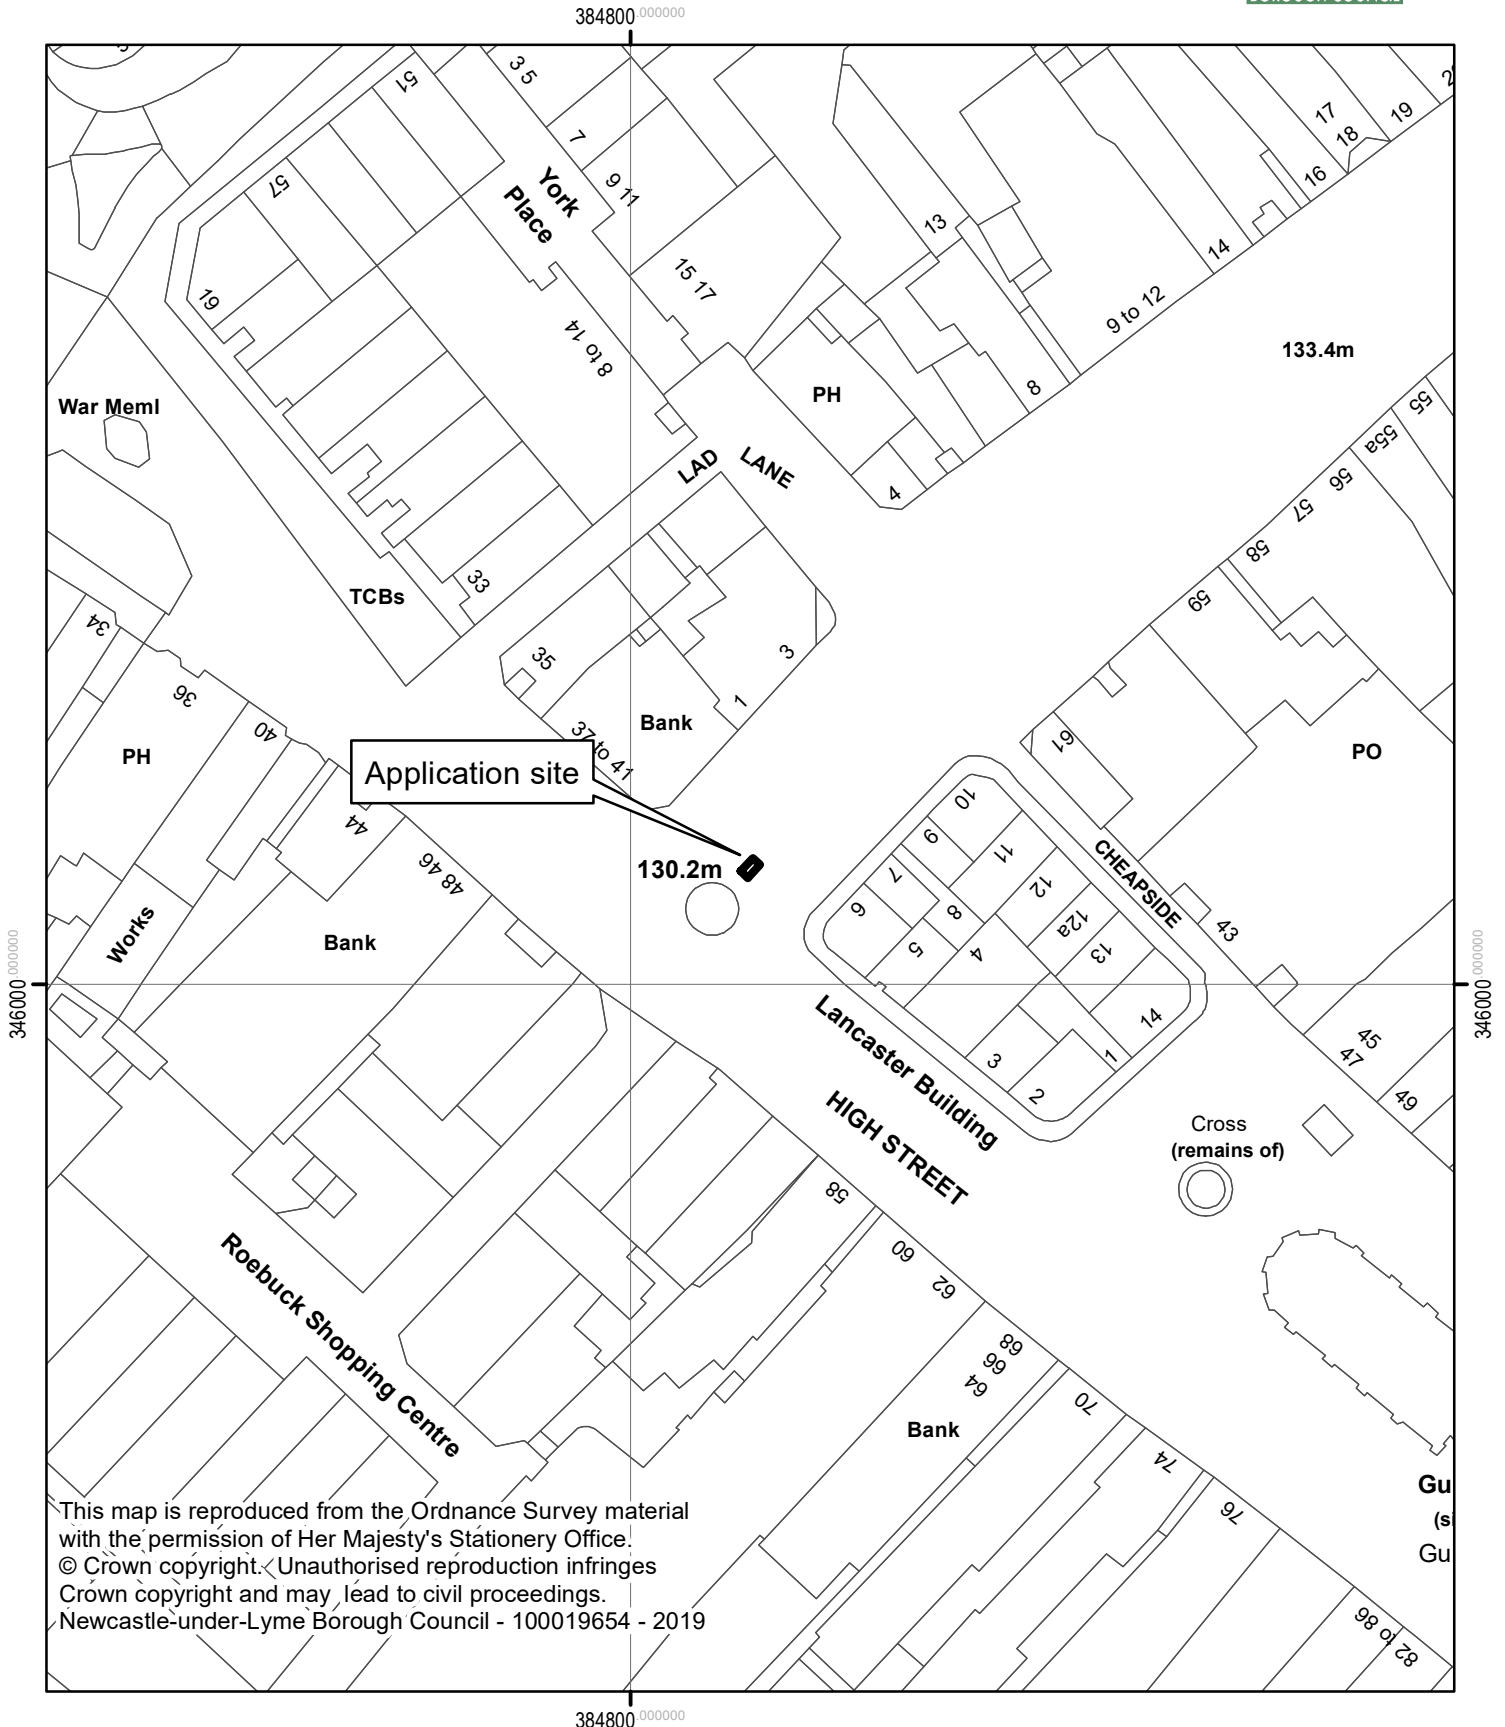 BOROUGH COUNCIL
384800.000000
51
3 5
7
9 11
York
Place
57
19
15 17
8 to 14
13
17
18
19
16
14
9 to 12
133.4m
War Meml
PH
8
4
LAD LANE
55
55a
56
57
58
59
61
TCBs
33
34
35
36
3
1
Bank
37 to 41
40
PH
PO
Application site
44
130.2m
46 48
Works
Bank
10
9
11
7
12
6
8
12a
5
4
13
14
3
2
1
CHEAPSIDE
43
346000.000000
346000.000000
Lancaster Building
HIGH STREET
45
47
49
Cross
(remains of)
58
60
62
Roebuck Shopping Centre
68
66
64
Bank
70
74
76
82 to 86
Gu
(si
Gu
This map is reproduced from the Ordnance Survey material
with the permission of Her Majesty's Stationery Office.
© Crown copyright. Unauthorised reproduction infringes
Crown copyright and may lead to civil proceedings.
Newcastle-under-Lyme Borough Council - 100019654 - 2019
384800.000000